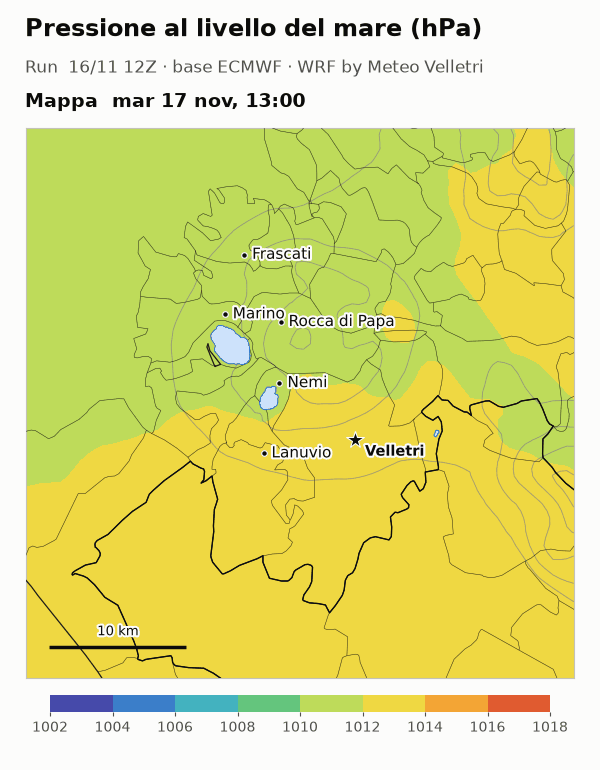 Pressione al livello del mare (hPa)
Run  16/11 12Z · base ECMWF · WRF by Meteo Velletri
Mappa  mar 17 nov, 13:00
Frascati
Marino
Rocca di Papa
Nemi
Velletri
Lanuvio
10 km
1002 1004 1006 1008 1010 1012 1014 1016 1018